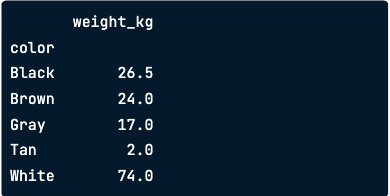 weight_kg
color
Black 26.5
Brown 24.0
Gray 17.0
Tan 2.0
White 74.0